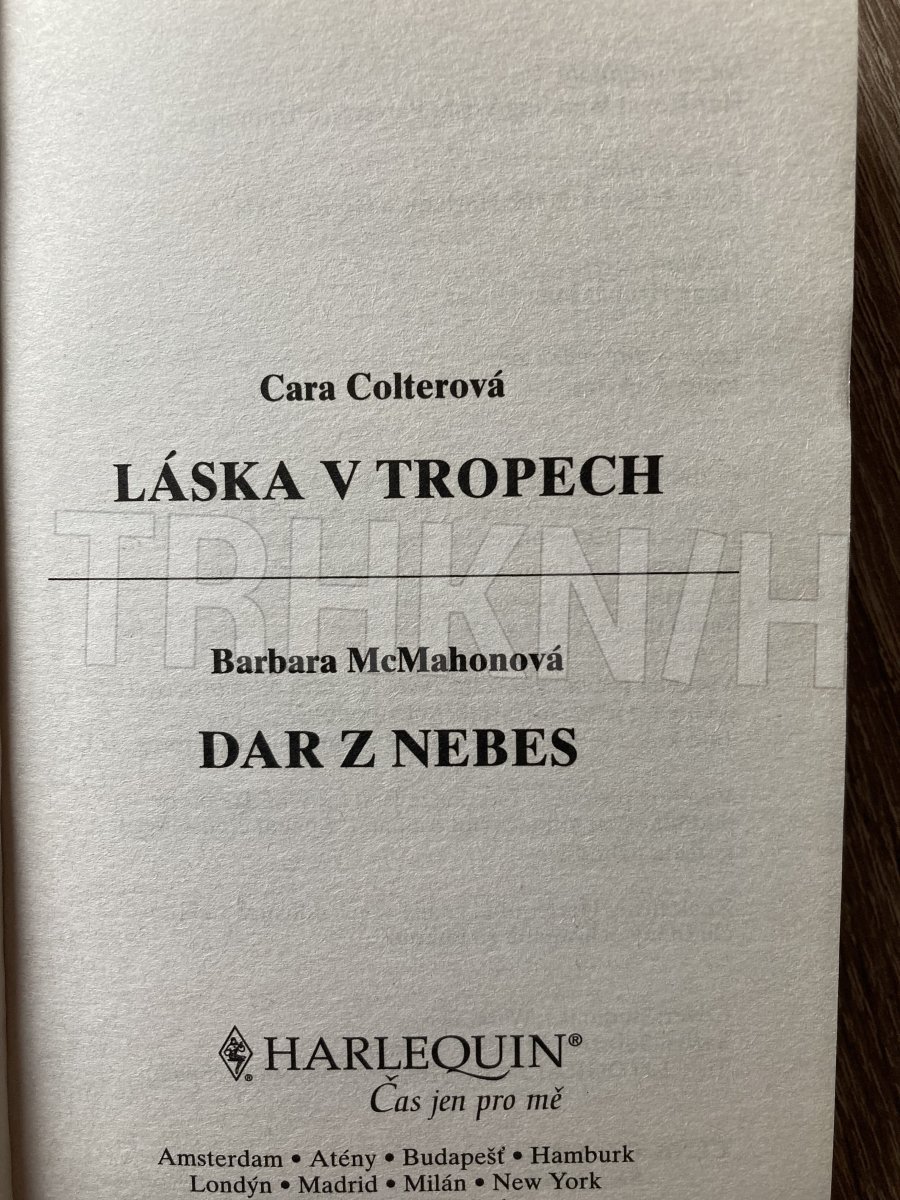 Cara Colterová
LÁSKA V TROPECH
TRHKNIH
Barbara McMahonová
DAR Z NEBES
HARLEQUIN®
Čas jen pro mě
Amsterdam • Atény • Budapešť • Hamburk
Londýn • Madrid • Milán • New York